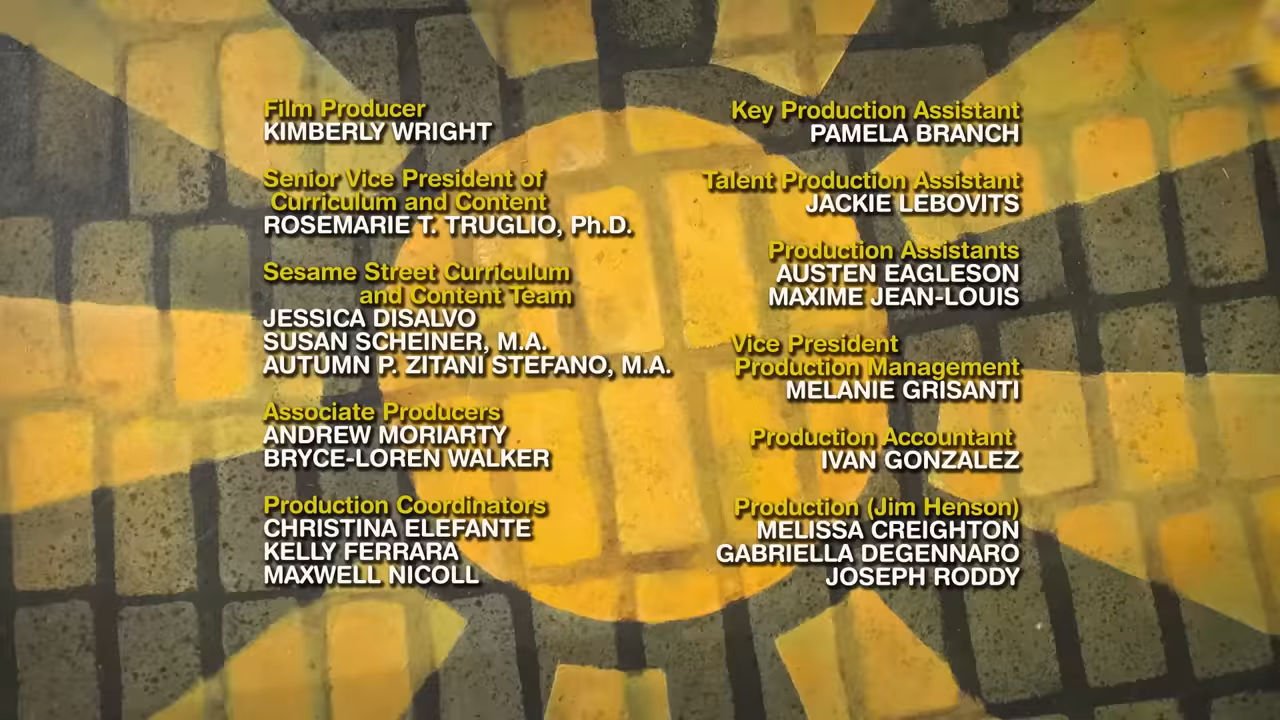 Film Producer
KIMBERLY WRIGHT
Senior Vice President of
Curriculum and Content
ROSEMARIE T. TRUGLIO, Ph.D.
Sesame Street Curriculum
and Content Team
JESSICA DISALVO
SUSAN SCHEINER, M.A.
AUTUMN P. ZITANI STEFANO, M.A.
Associate Producers
ANDREW MORIARTY
BRYCE-LOREN WALKER
Production Coordinators
CHRISTINA ELEFANTE
KELLY FERRARA
MAXWELL NICOLL
Key Production Assistant
PAMELA BRANCH
Talent Production Assistant
JACKIE LEBOVITS
Production Assistants
AUSTEN EAGLESON
MAXIME JEAN-LOUIS
Vice President
Production Management
MELANIE GRISANTI
Production Accountant
IVAN GONZALEZ
Production (Jim Henson)
MELISSA CREIGHTON
GABRIELLA DEGENNARO
JOSEPH RODDY